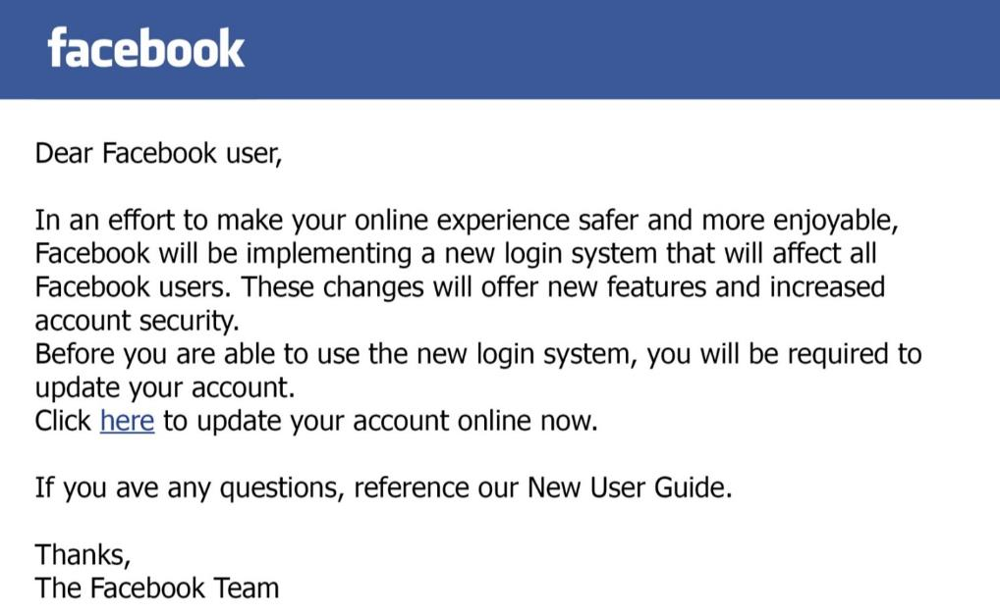 facebook
Dear Facebook user,
In an effort to make your online experience safer and more enjoyable,
Facebook will be implementing a new login system that will affect all
Facebook users. These changes will offer new features and increased
account security.
Before you are able to use the new login system, you will be required to
update your account.
Click here to update your account online now.
If you ave any questions, reference our New User Guide.
Thanks,
The Facebook Team